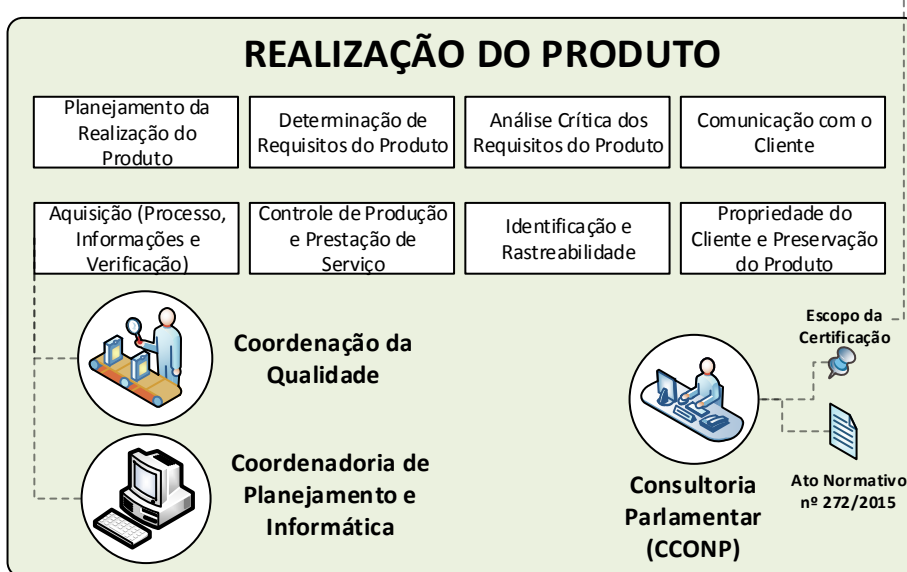 REALIZAÇÃO DO PRODUTO
Planejamento da
Realização do
Produto
Determinação de
Requisitos do Produto
Análise Crítica dos
Requisitos do Produto
Comunicação com o
Cliente
Aquisição (Processo,
Informações e
Verificação)
Controle de Produção
e Prestação de
Serviço
Identificação e
Rastreabilidade
Propriedade do
Cliente e Preservação
do Produto
Coordenação da
Qualidade
Coordenadoria de
Planejamento e
Informática
Consultoria
Parlamentar
(CCONP)
Escopo da
Certificação
Ato Normativo
nº 272/2015